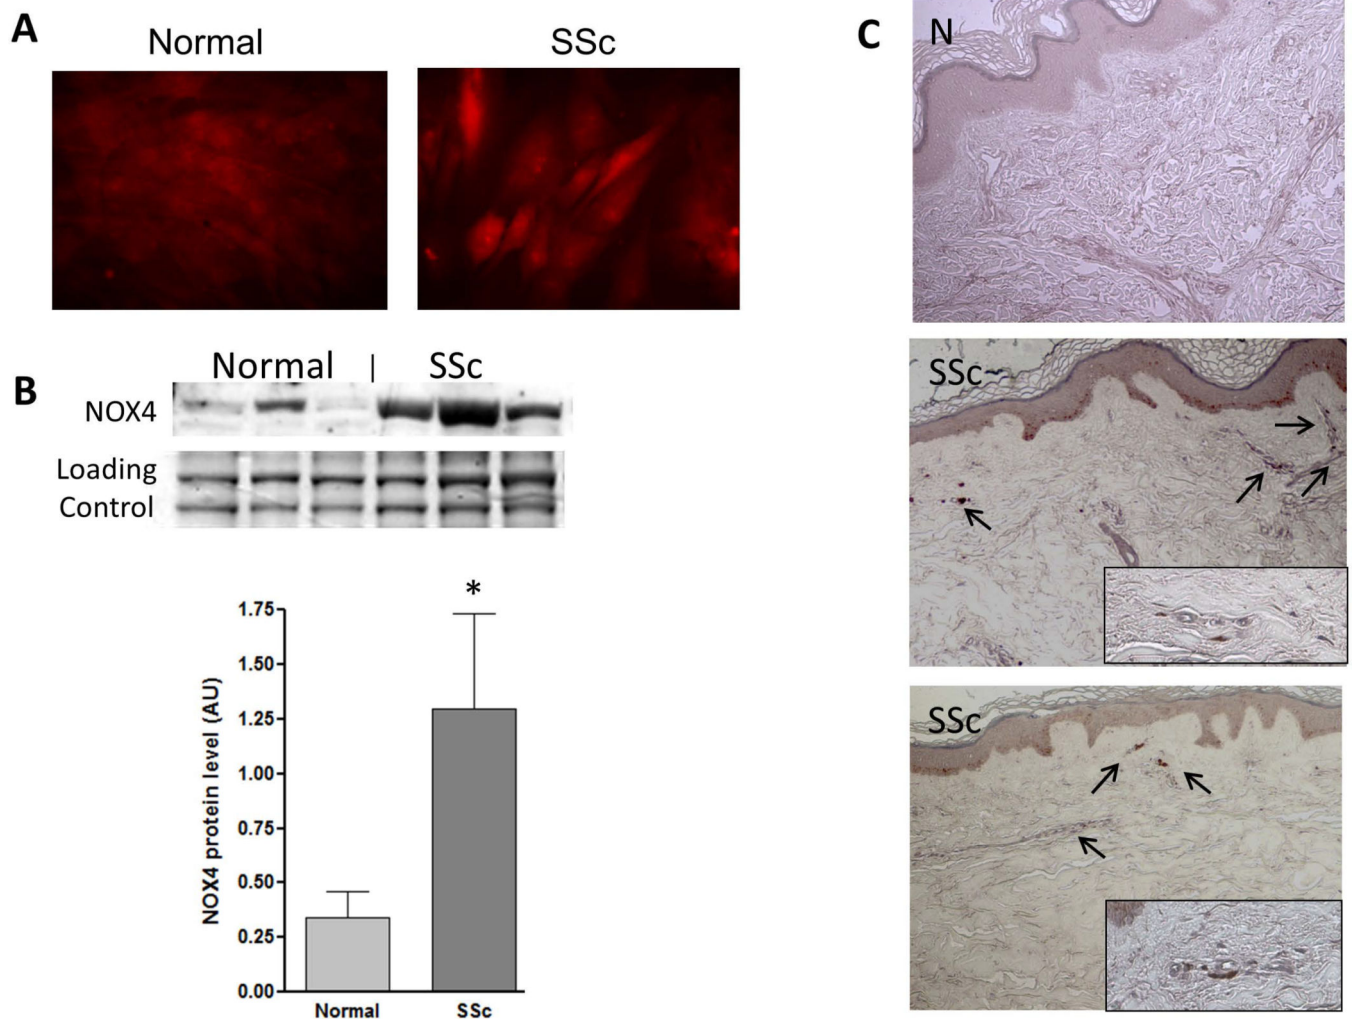 A
Normal
SSc
B
Normal | SSc
NOX4
Loading
Control
*
NOX4 protein level (AU)
1.75
1.50
1.25
1.00
0.75
0.50
0.25
0.00
Normal
SSc
C
N
SSc
SSc